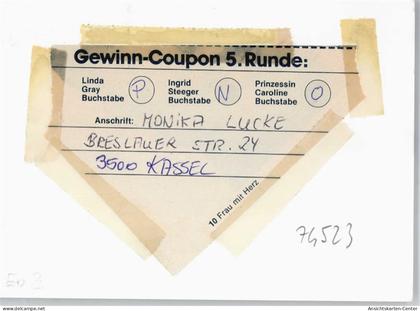 Gewinn-Coupon 5. Runde:
Linda Gray Buchstabe P
Ingrid Steeger Buchstabe N
Prinzessin Caroline Buchstabe O
Anschrift: MONIKA LUCKE
BRESLAUER STR. 24
3500 KASSEL
10 Frau mit Herz
74523
Ansichtskarten-Center